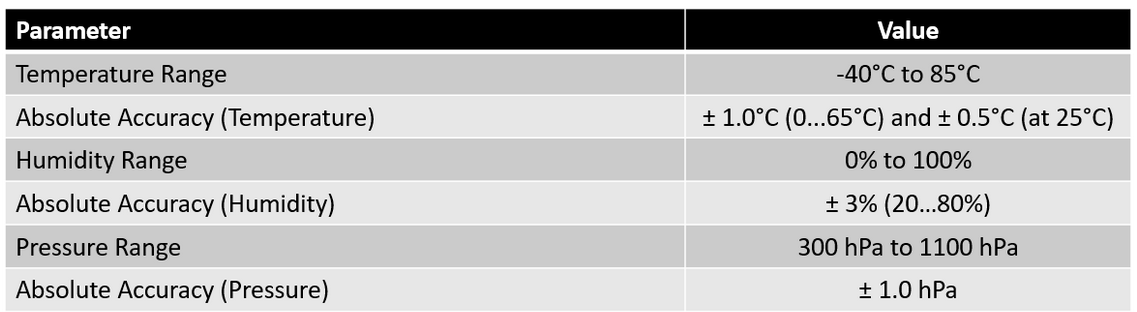 Parameter Value
Temperature Range -40°C to 85°C
Absolute Accuracy (Temperature) ± 1.0°C (0...65°C) and ± 0.5°C (at 25°C)
Humidity Range 0% to 100%
Absolute Accuracy (Humidity) ± 3% (20...80%)
Pressure Range 300 hPa to 1100 hPa
Absolute Accuracy (Pressure) ± 1.0 hPa